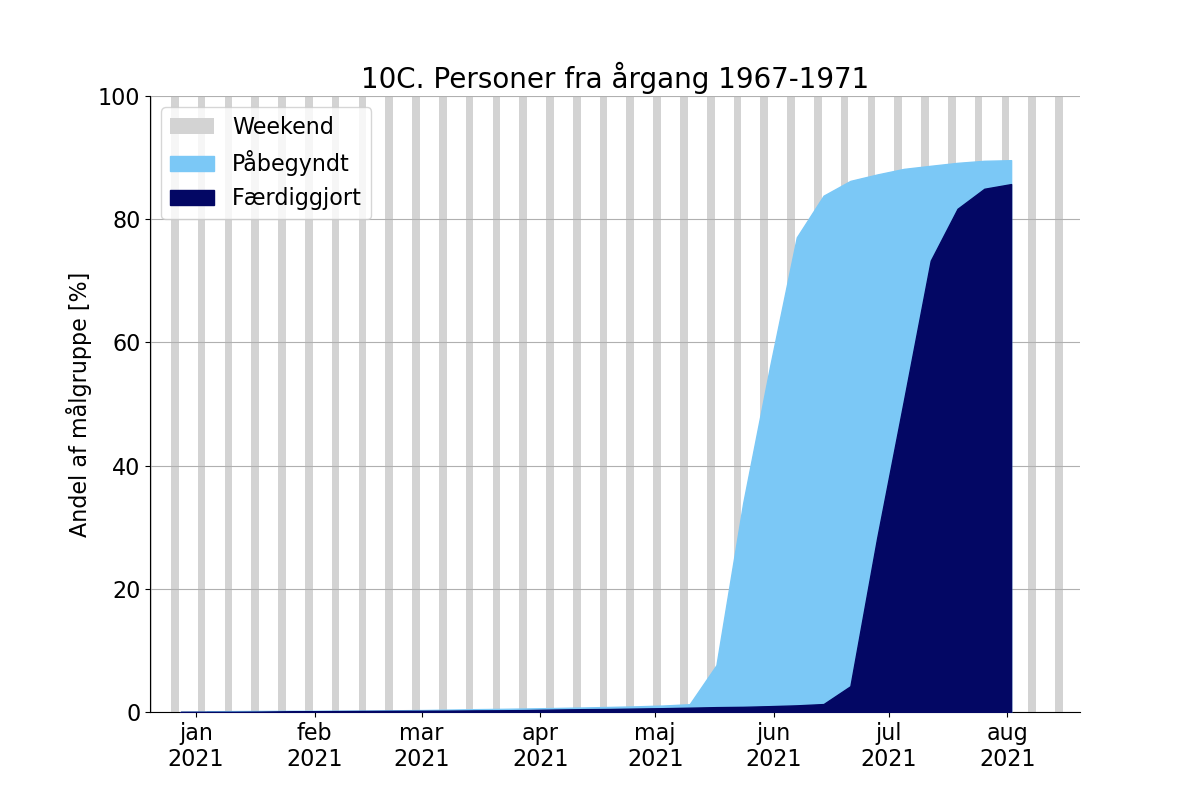 10C. Personer fra årgang 1967-1971
Weekend
Påbegyndt
Færdiggjort
Andel af målgruppe [%]
100
80
60
40
20
0
jan feb mar apr maj jun jul aug
2021 2021 2021 2021 2021 2021 2021 2021